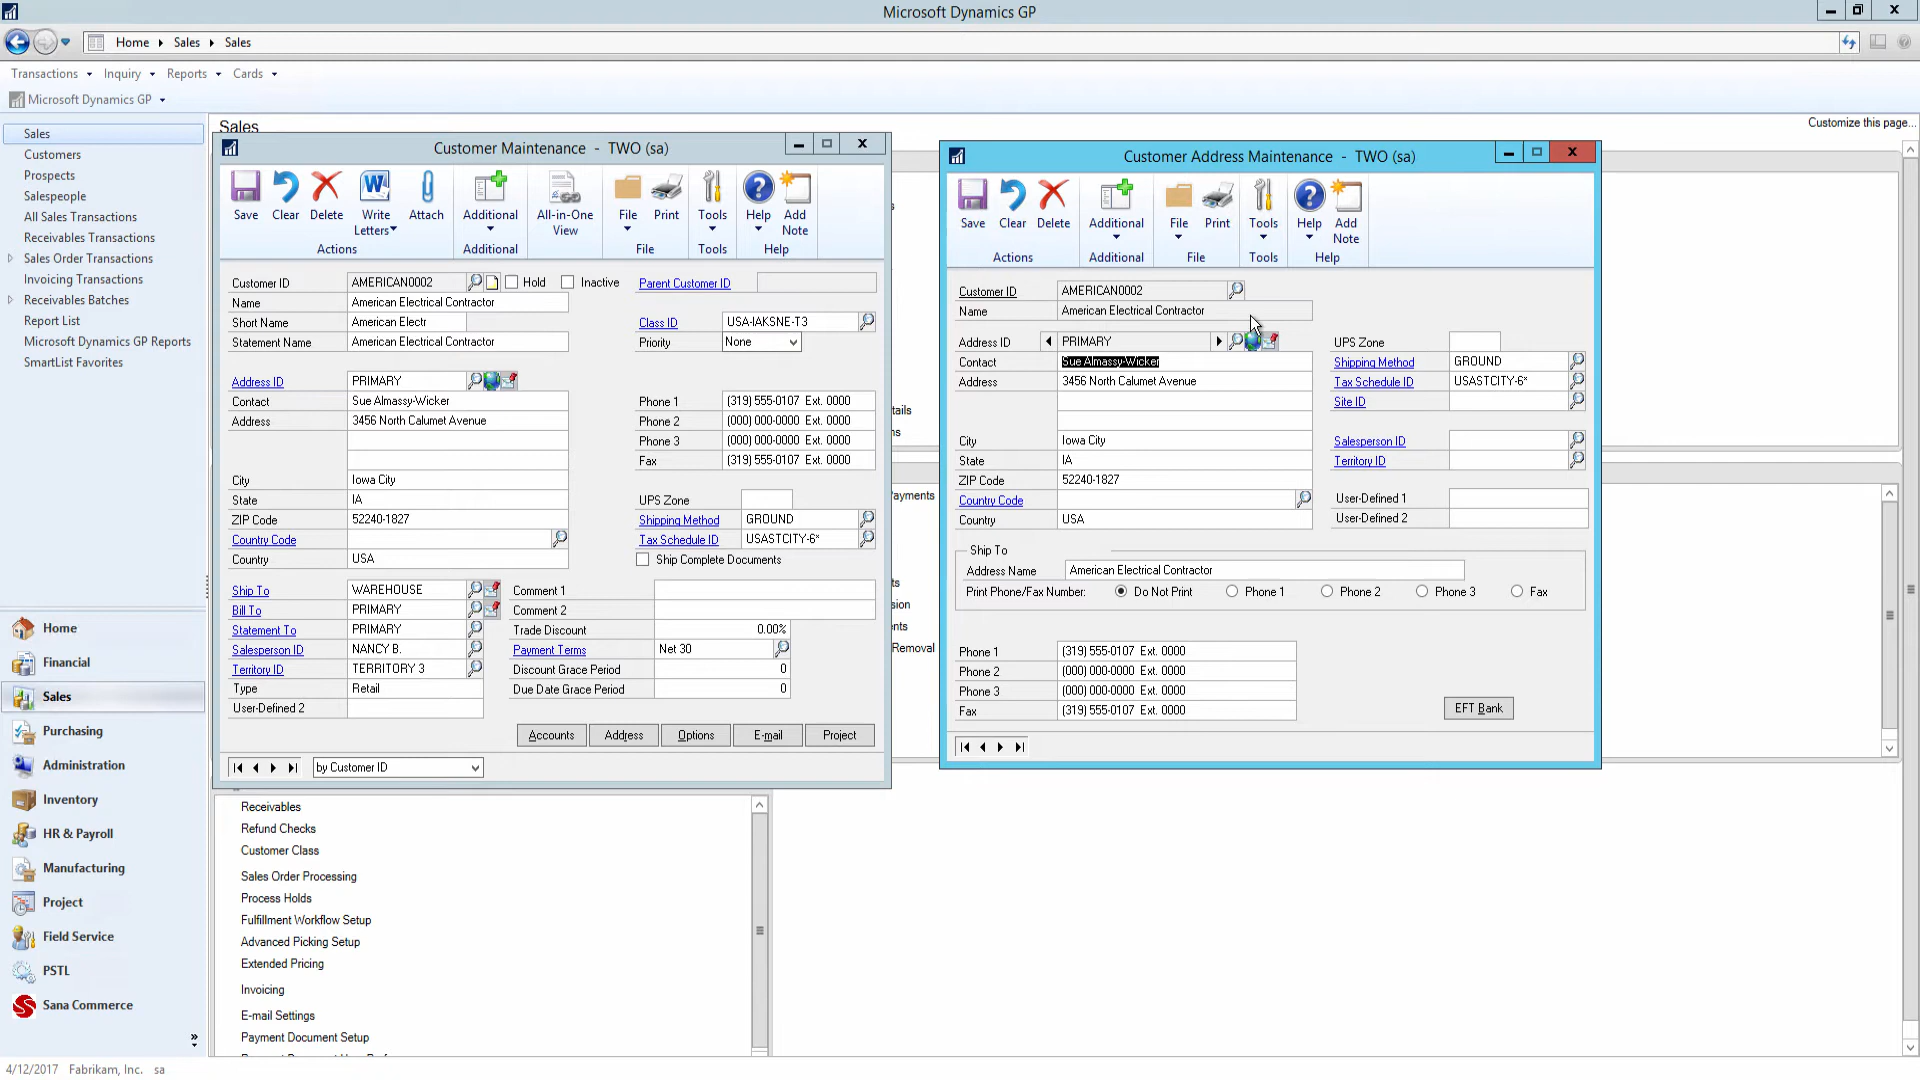 Microsoft Dynamics GP
Home Sales Sales
Transactions Inquiry Reports Cards
Microsoft Dynamics GP
Sales
Customers
Prospects
Salespeople
All Sales Transactions
Receivables Transactions
Sales Order Transactions
Invoicing Transactions
Receivables Batches
Report List
Microsoft Dynamics GP Reports
SmartList Favorites
Home
Financial
Sales
Purchasing
Administration
Inventory
HR & Payroll
Manufacturing
Project
Field Service
PSTL
Sana Commerce
Sales
Customize this page...
Customer Maintenance - TWO (sa)
Save Clear Delete Write Letters Attach Additional All-in-One View File Print Tools Help Add Note
Actions Additional File Tools Help
Customer ID AMERICAN0002 Hold Inactive Parent Customer ID
Name American Electrical Contractor
Short Name American Electr Class ID USA-IAKSNE-T3
Statement Name American Electrical Contractor Priority None
Address ID PRIMARY
Contact Sue Almassy-Wicker Phone 1 (319) 555-0107 Ext. 0000
Address 3456 North Calumet Avenue Phone 2 (000) 000-0000 Ext. 0000
Phone 3 (000) 000-0000 Ext. 0000
Fax (319) 555-0107 Ext. 0000
City Iowa City
State IA UPS Zone
ZIP Code 52240-1827 Shipping Method GROUND
Country Code Tax Schedule ID USASTCITY-6*
Country USA Ship Complete Documents
Ship To WAREHOUSE Comment 1
Bill To PRIMARY Comment 2
Statement To PRIMARY Trade Discount 0.00%
Salesperson ID NANCY B. Payment Terms Net 30
Territory ID TERRITORY 3 Discount Grace Period 0
Type Retail Due Date Grace Period 0
User-Defined 2
Accounts Address Options E-mail Project
by Customer ID
Customer Address Maintenance - TWO (sa)
Save Clear Delete Additional File Print Tools Help Add Note
Actions Additional File Tools Help
Customer ID AMERICAN0002
Name American Electrical Contractor
Address ID PRIMARY UPS Zone
Contact Sue Almassy-Wicker Shipping Method GROUND
Address 3456 North Calumet Avenue Tax Schedule ID USASTCITY-6*
Site ID
City Iowa City Salesperson ID
State IA Territory ID
ZIP Code 52240-1827
Country Code User-Defined 1
Country USA User-Defined 2
Ship To
Address Name American Electrical Contractor
Print Phone/Fax Number: Do Not Print Phone 1 Phone 2 Phone 3 Fax
Phone 1 (319) 555-0107 Ext. 0000
Phone 2 (000) 000-0000 Ext. 0000
Phone 3 (000) 000-0000 Ext. 0000
Fax (319) 555-0107 Ext. 0000
EFT Bank
Removal
Receivables
Refund Checks
Customer Class
Sales Order Processing
Process Holds
Fulfillment Workflow Setup
Advanced Picking Setup
Extended Pricing
Invoicing
E-mail Settings
Payment Document Setup
4/12/2017 Fabrikam, Inc. sa